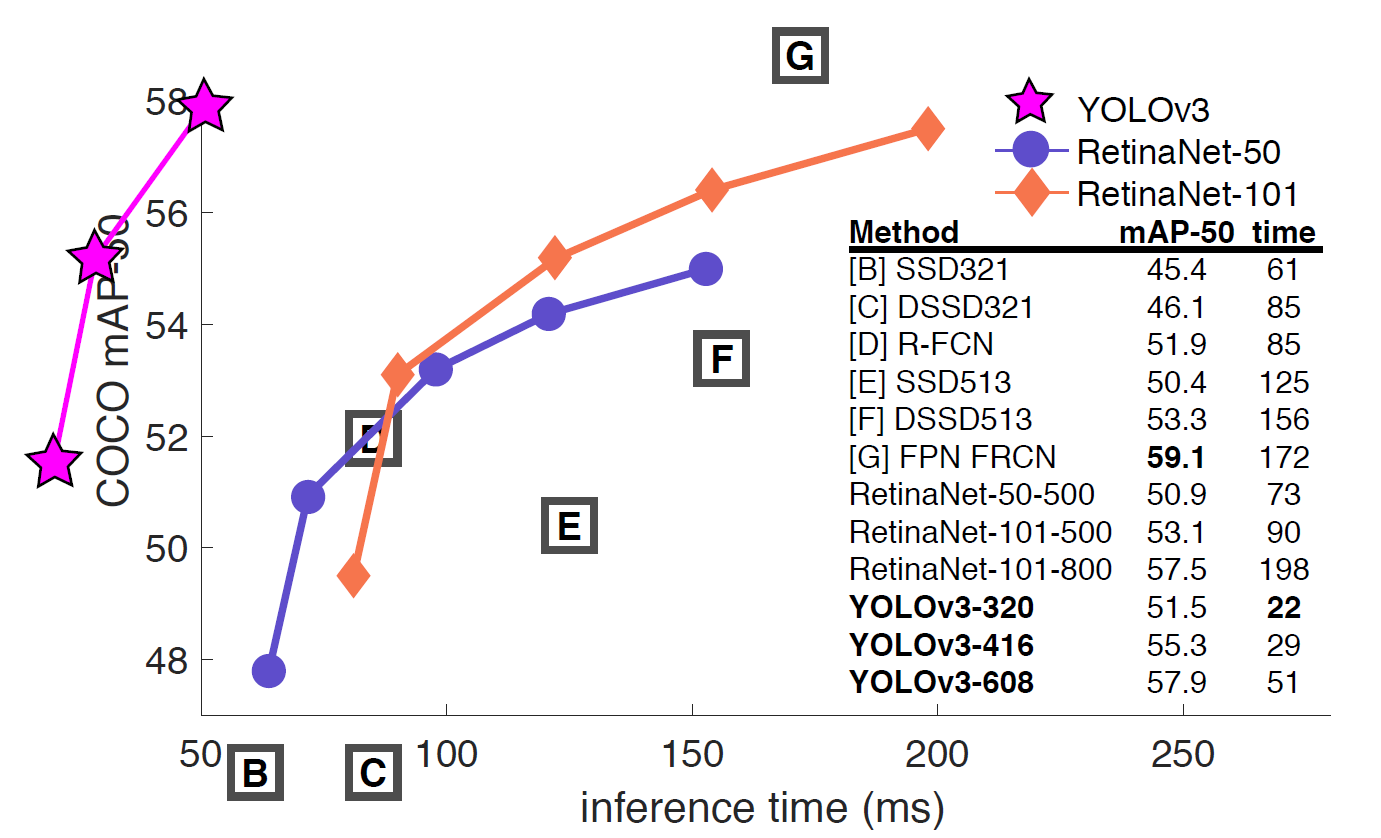 G
58
56
54
52
50
48
COCO mAP-50
D
E
F
B
C
50
100
150
200
250
inference time (ms)
YOLOv3
RetinaNet-50
RetinaNet-101
Method mAP-50 time
[B] SSD321 45.4 61
[C] DSSD321 46.1 85
[D] R-FCN 51.9 85
[E] SSD513 50.4 125
[F] DSSD513 53.3 156
[G] FPN FRCN 59.1 172
RetinaNet-50-500 50.9 73
RetinaNet-101-500 53.1 90
RetinaNet-101-800 57.5 198
YOLOv3-320 51.5 22
YOLOv3-416 55.3 29
YOLOv3-608 57.9 51